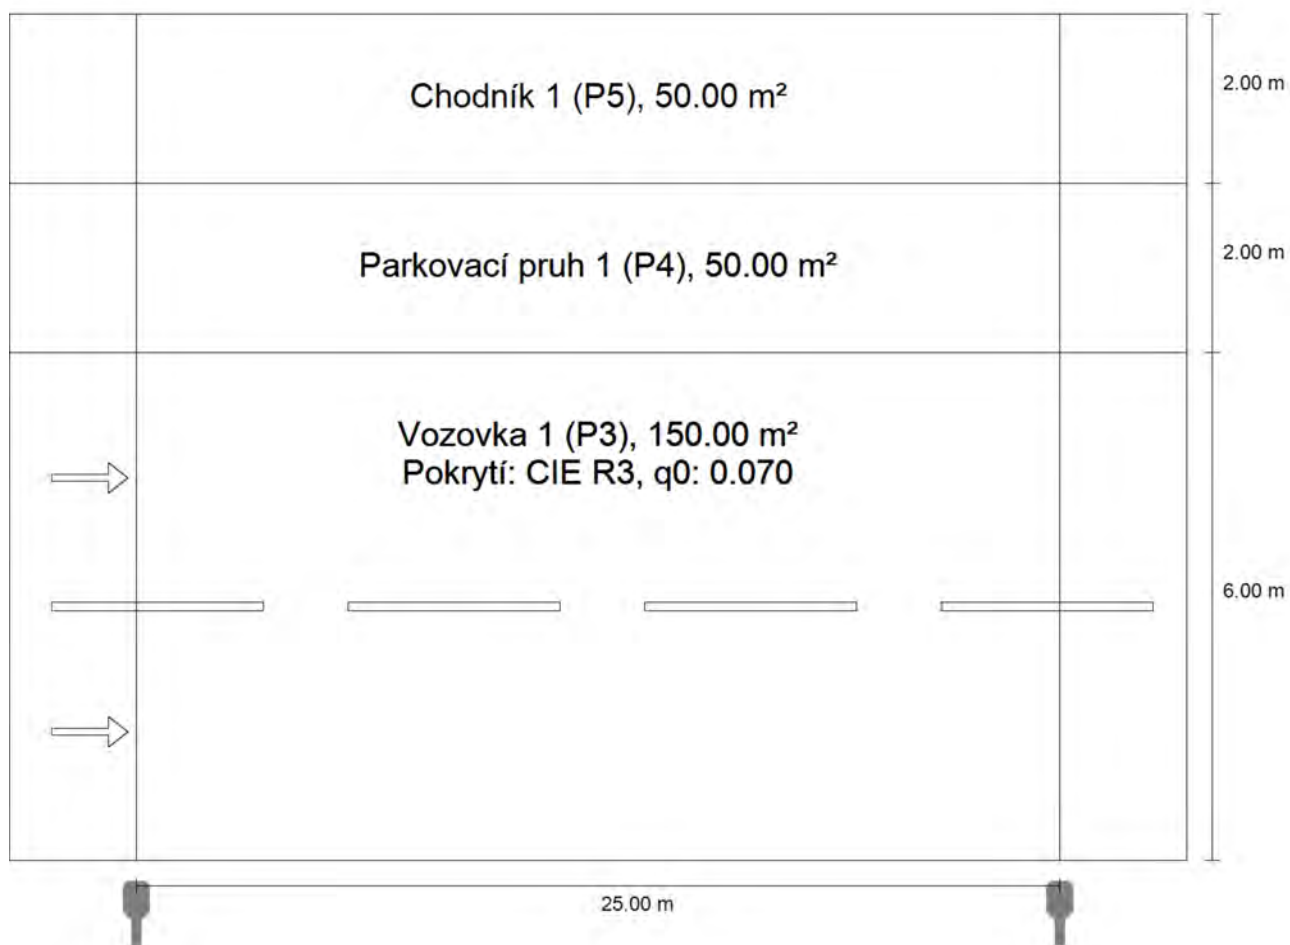 Chodník 1 (P5), 50.00 m²
2.00 m
Parkovací pruh 1 (P4), 50.00 m²
2.00 m
Vozovka 1 (P3), 150.00 m²
Pokrytí: CIE R3, q0: 0.070
6.00 m
25.00 m